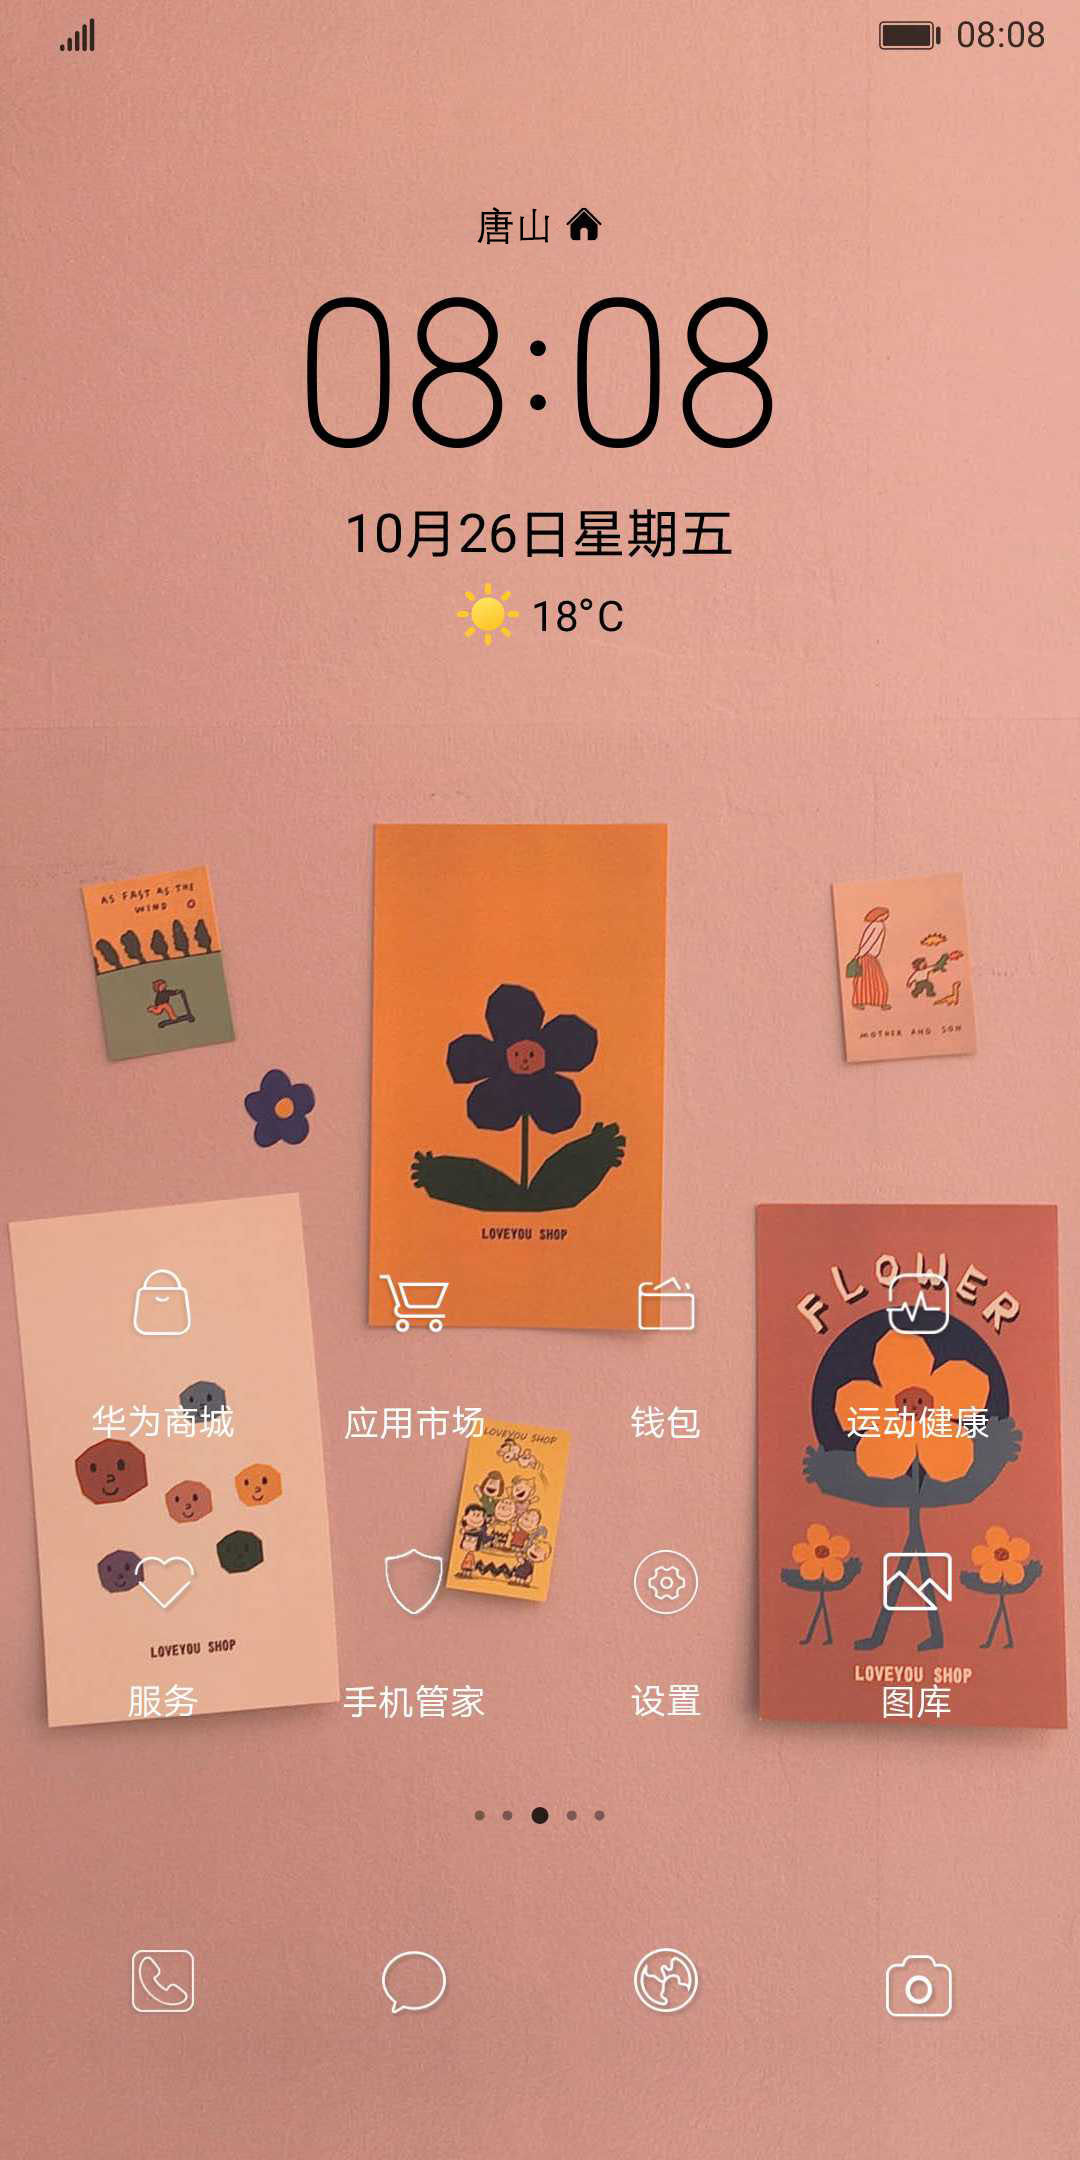 08:08
唐山
08:08
10月26日星期五
18°C
AS FAST AS THE
WIND
MOTHER AND SON
LOVEYOU SHOP
FLOWER
华为商城
应用市场
钱包
运动健康
LOVEYOU SHOP
LOVEYOU SHOP
LOVEYOU SHOP
服务
手机管家
设置
图库